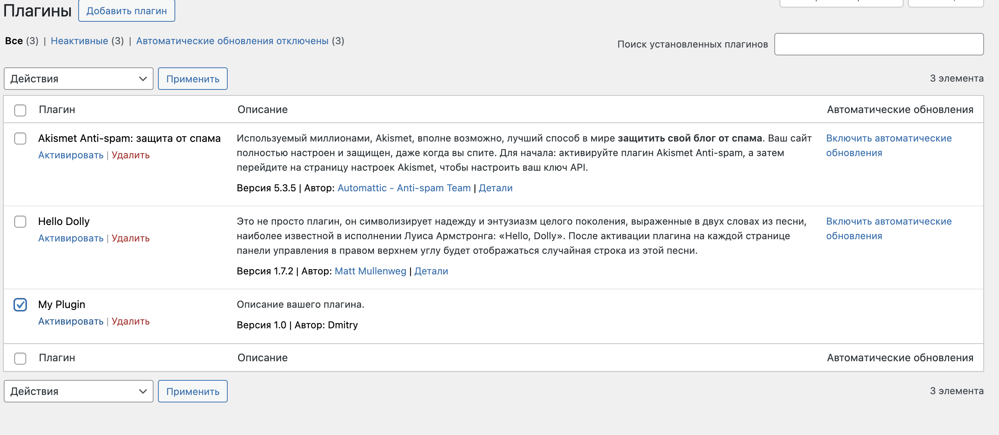 Плагины Добавить плагин
Все (3) | Неактивные (3) | Автоматические обновления отключены (3)
Поиск установленных плагинов
Действия Применить 3 элемента
Плагин Описание Автоматические обновления
Akismet Anti-spam: защита от спама
Активировать | Удалить
Используемый миллионами, Akismet, вполне возможно, лучший способ в мире защитить свой блог от спама. Ваш сайт
полностью настроен и защищен, даже когда вы спите. Для начала: активируйте плагин Akismet Anti-spam, а затем
перейдите на страницу настроек Akismet, чтобы настроить ваш ключ API.
Версия 5.3.5 | Автор: Automattic - Anti-spam Team | Детали
Включить автоматические
обновления
Hello Dolly
Активировать | Удалить
Это не просто плагин, он символизирует надежду и энтузиазм целого поколения, выраженные в двух словах из песни,
наиболее известной в исполнении Луиса Армстронга: «Hello, Dolly». После активации плагина на каждой странице
панели управления в правом верхнем углу будет отображаться случайная строка из этой песни.
Версия 1.7.2 | Автор: Matt Mullenweg | Детали
Включить автоматические
обновления
My Plugin
Активировать | Удалить
Описание вашего плагина.
Версия 1.0 | Автор: Dmitry
Плагин Описание Автоматические обновления
Действия Применить 3 элемента